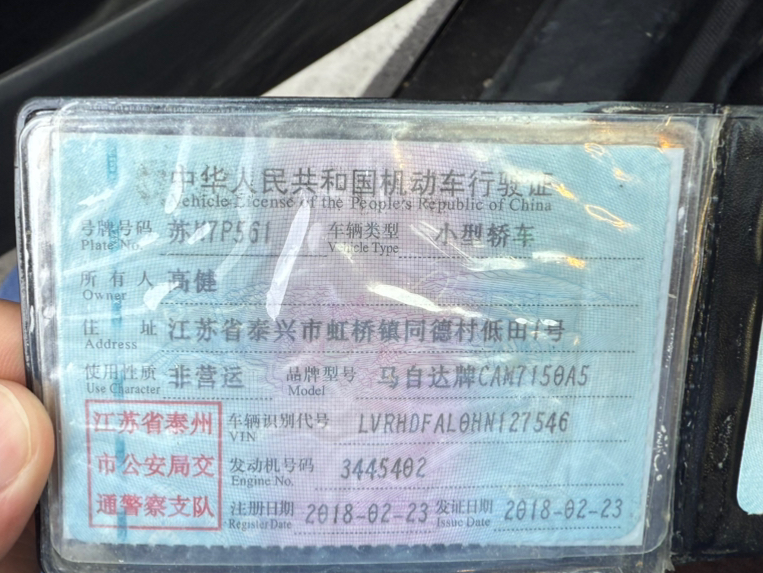 中华人民共和国机动车行驶证
Vehicle License of the People's Republic of China
号牌号码 苏M7P561 车辆类型 小型轿车
Plate No. Vehicle Type
所有人 高健
Owner
住址 江苏省泰兴市虹桥镇同德村低田1号
Address
使用性质 非营运 品牌型号 马自达牌CAM7150A5
Use Character Model
江苏省泰州 车辆识别代号 LVRHDFAL0HN127546
VIN
市公安局交 发动机号码 3445402
Engine No.
通警察支队 注册日期 2018-02-23 发证日期 2018-02-23
Register Date Issue Date